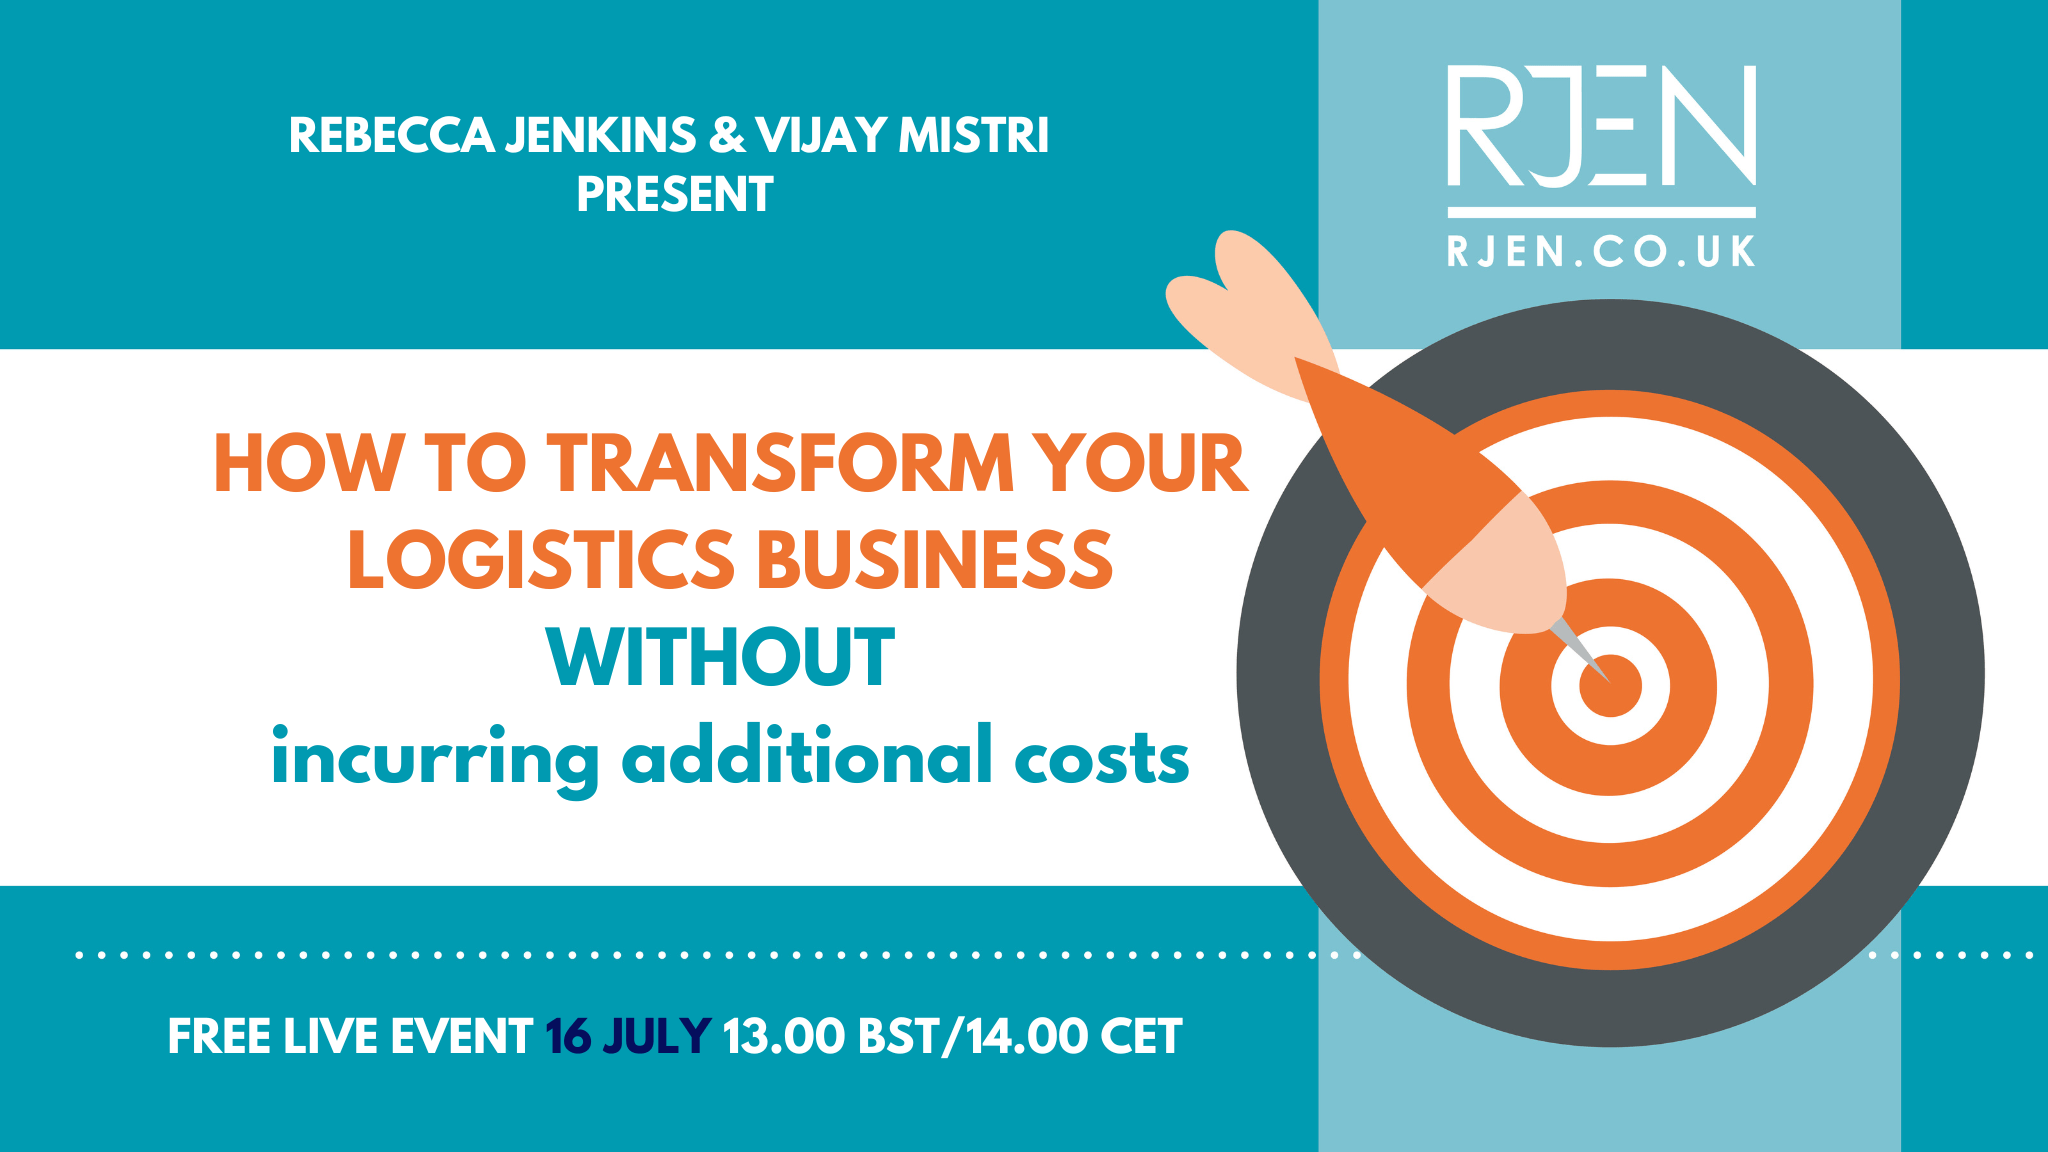 REBECCA JENKINS & VIJAY MISTRI
PRESENT
RJEN
RJEN.CO.UK
HOW TO TRANSFORM YOUR
LOGISTICS BUSINESS
WITHOUT
incurring additional costs
FREE LIVE EVENT 16 JULY 13.00 BST/14.00 CET